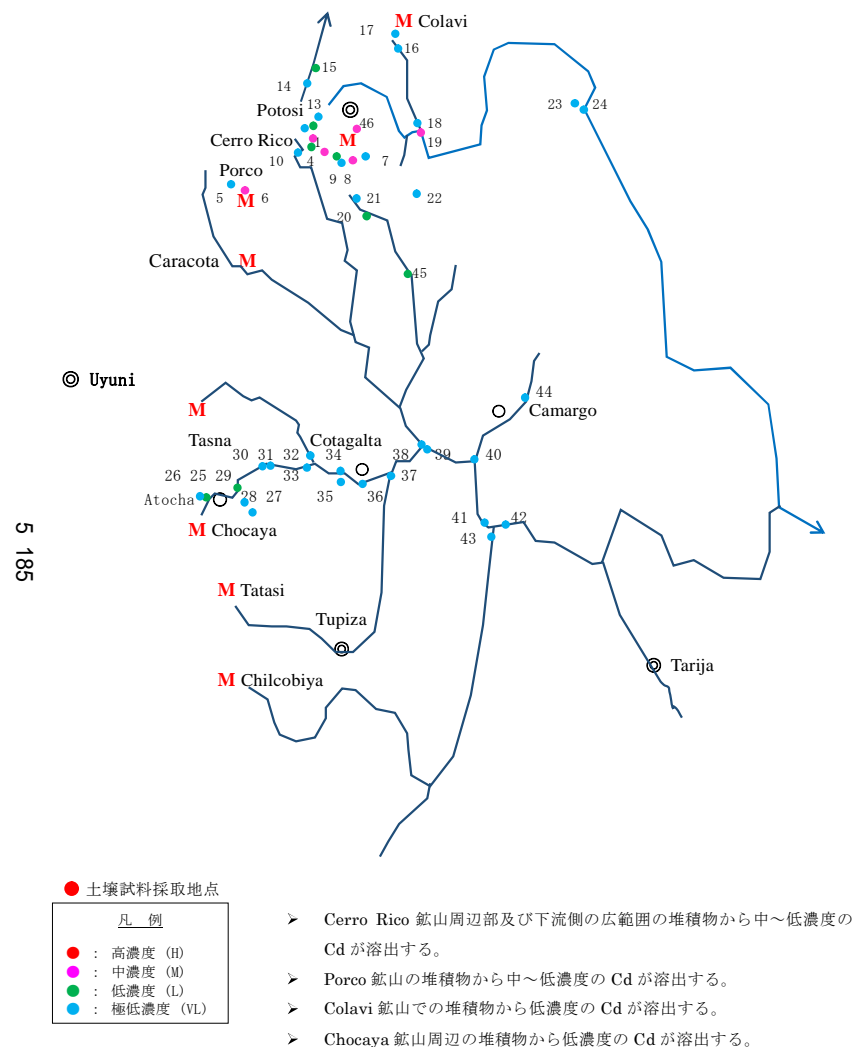 17
M Colavi
16
15
14
13
Potosi
46
18
23
24
Cerro Rico
1
M
19
10
4
7
Porco
9 8
5
M
6
21
22
20
Caracota
M
45
Uyuni
M
44
Camargo
Tasna
Cotagalta
30
31
32
34
38
39
40
26
25
29
33
37
Atocha
28
27
35
36
M Chocaya
41
42
43
5 185
M Tatasi
Tupiza
Tarija
M Chilcobiya
土壌試料採取地点
凡 例
： 高濃度 (H)
： 中濃度 (M)
： 低濃度 (L)
： 極低濃度 (VL)
➢ Cerro Rico 鉱山周辺部及び下流側の広範囲の堆積物から中～低濃度の
Cd が溶出する。
➢ Porco 鉱山の堆積物から中～低濃度の Cd が溶出する。
➢ Colavi 鉱山での堆積物から低濃度の Cd が溶出する。
➢ Chocaya 鉱山周辺の堆積物から低濃度の Cd が溶出する。